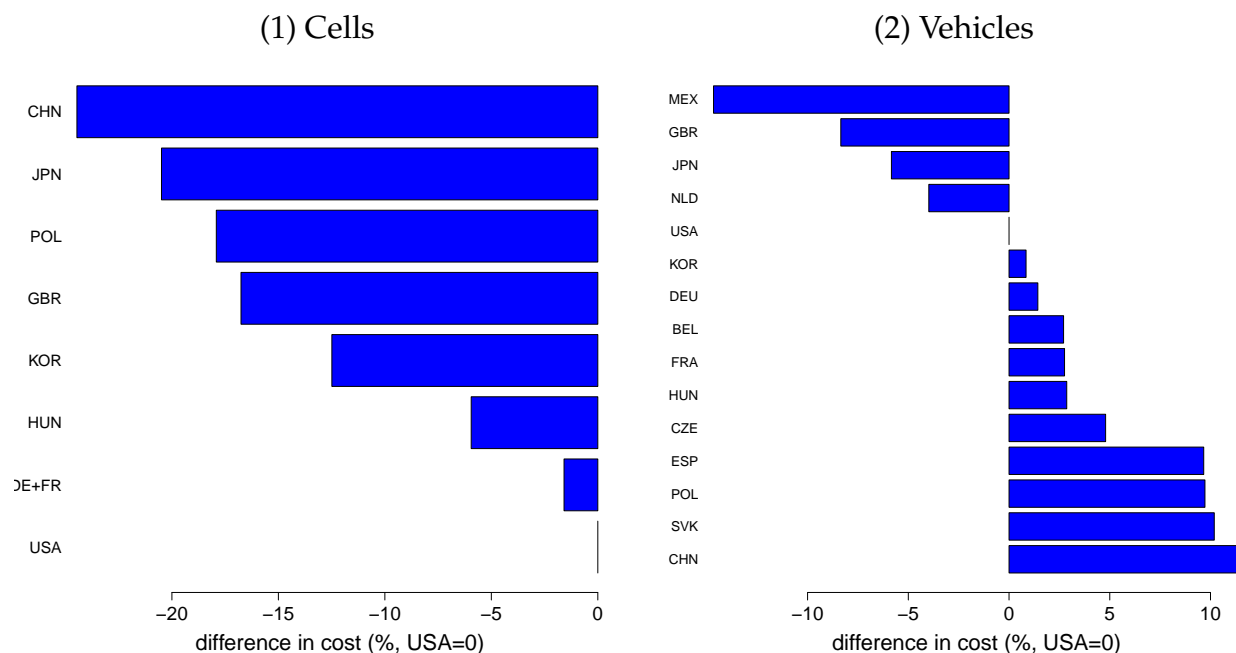 (1) Cells
CHN
JPN
POL
GBR
KOR
HUN
DE+FR
USA
−20 −15 −10 −5 0
difference in cost (%, USA=0)
(2) Vehicles
MEX
GBR
JPN
NLD
USA
KOR
DEU
BEL
FRA
HUN
CZE
ESP
POL
SVK
CHN
−10 −5 0 5 10
difference in cost (%, USA=0)